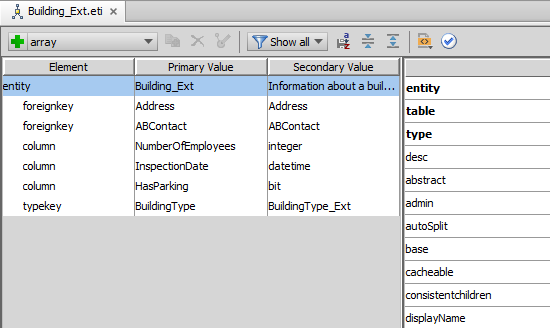 Building_Ext.eti
array
Show all
Element Primary Value Secondary Value
entity Building_Ext Information about a buil...
foreignkey Address Address
foreignkey ABContact ABContact
column NumberOfEmployees integer
column InspectionDate datetime
column HasParking bit
typekey BuildingType BuildingType_Ext
entity
table
type
desc
abstract
admin
autoSplit
base
cacheable
consistentchildren
displayName